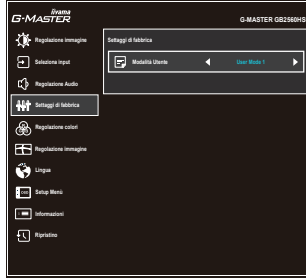 iiyama
G-MASTER
G-MASTER GB2560HS
Regolazione immagine
Seleziona input
Regolazione Audio
Settaggi di fabbrica
Regolazione colori
Regolazione immagine
Lingua
OSD
Setup Menù
Informazioni
Ripristino
Settaggi di fabbrica
Modalità Utente
User Mode 1